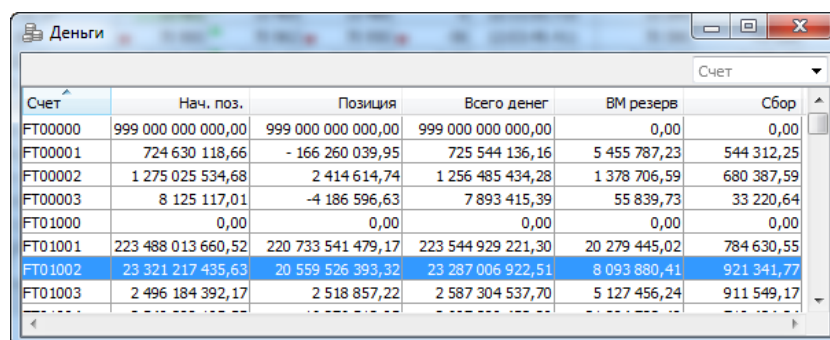 Деньги
Счет
Счет Нач. поз. Позиция Всего денег ВМ резерв Сбор
FT00000 999 000 000 000,00 999 000 000 000,00 999 000 000 000,00 0,00 0,00
FT00001 724 630 118,66 - 166 260 039,95 725 544 136,16 5 455 787,23 544 312,25
FT00002 1 275 025 534,68 2 414 614,74 1 256 485 434,28 1 378 706,59 680 387,59
FT00003 8 125 117,01 -4 186 596,63 7 893 415,39 55 839,73 33 220,64
FT01000 0,00 0,00 0,00 0,00 0,00
FT01001 223 488 013 660,52 220 733 541 479,17 223 544 929 221,30 20 279 445,02 784 630,55
FT01002 23 321 217 435,63 20 559 526 393,32 23 287 006 922,51 8 093 880,41 921 341,77
FT01003 2 496 184 392,17 2 518 857,22 2 587 304 537,70 5 127 456,24 911 549,17